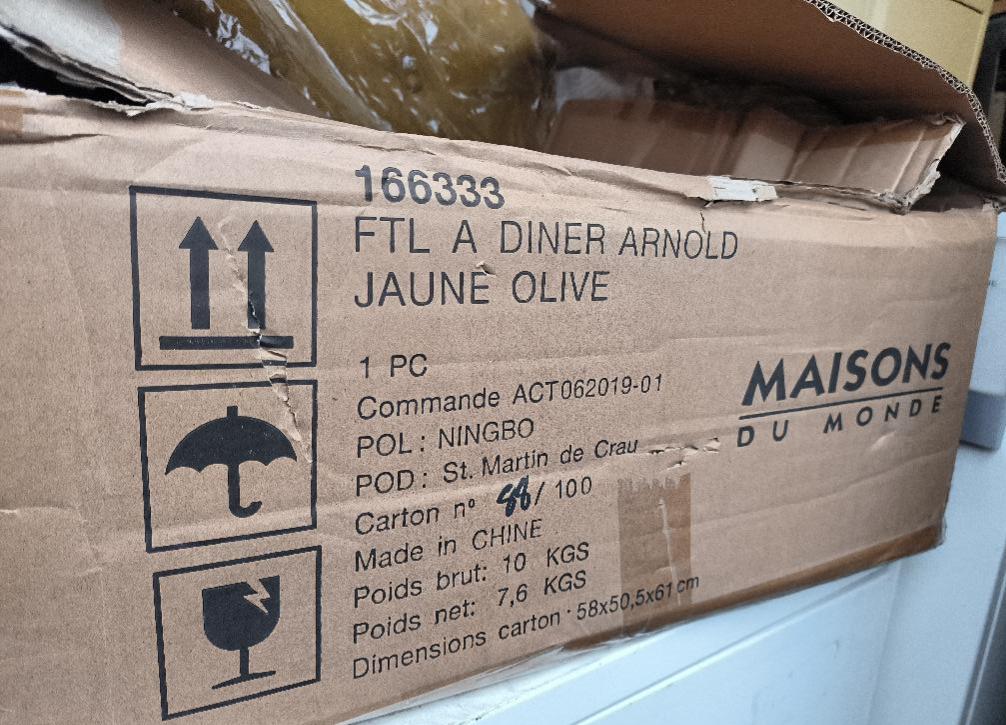 166333
FTL A DINER ARNOLD
JAUNE OLIVE
1 PC
Commande ACT062019-01
POL: NINGBO
POD: St. Martin de Crau
Carton nº 98/ 100
Made in CHINE
Poids brut: 10 KGS
Poids net: 7,6 KGS
Dimensions carton : 58x50,5x61 cm
MAISONS
DU MONDE